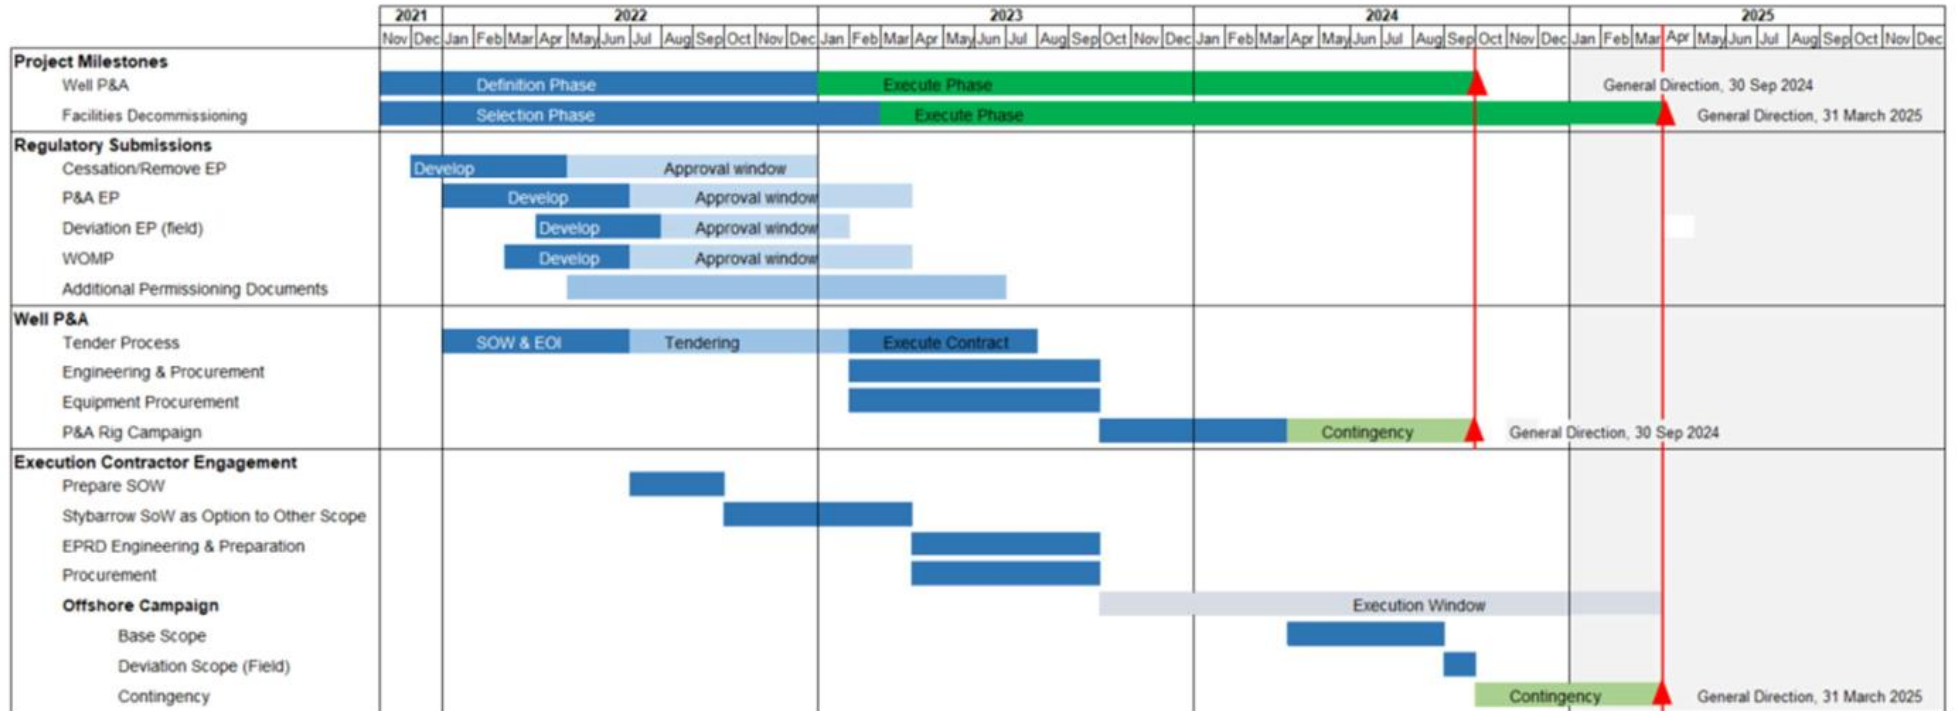 2021 2022 2023 2024 2025
Nov Dec Jan Feb Mar Apr May Jun Jul Aug Sep Oct Nov Dec Jan Feb Mar Apr May Jun Jul Aug Sep Oct Nov Dec Jan Feb Mar Apr May Jun Jul Aug Sep Oct Nov Dec Jan Feb Mar Apr May Jun Jul Aug Sep Oct Nov Dec
Project Milestones
Well P&A Definition Phase Execute Phase General Direction, 30 Sep 2024
Facilities Decommissioning Selection Phase Execute Phase General Direction, 31 March 2025
Regulatory Submissions
Cessation/Remove EP Develop Approval window
P&A EP Develop Approval window
Deviation EP (field) Develop Approval window
WOMP Develop Approval window
Additional Permissioning Documents
Well P&A
Tender Process SOW & EOI Tendering Execute Contract
Engineering & Procurement
Equipment Procurement
P&A Rig Campaign Contingency General Direction, 30 Sep 2024
Execution Contractor Engagement
Prepare SOW
Stybarrow SoW as Option to Other Scope
EPRD Engineering & Preparation
Procurement
Offshore Campaign Execution Window
Base Scope
Deviation Scope (Field)
Contingency Contingency General Direction, 31 March 2025